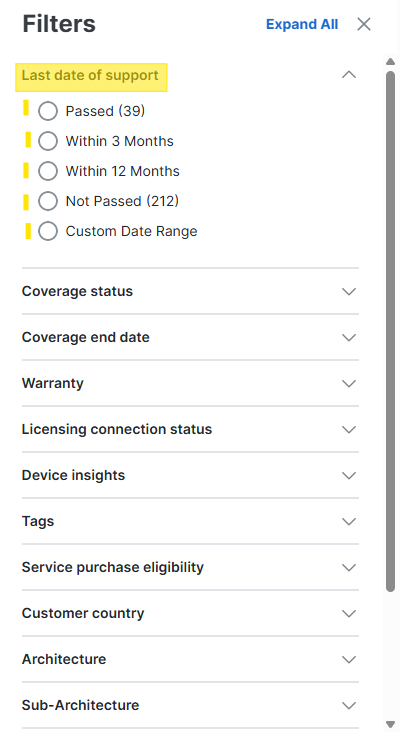 Filters
Expand All
Last date of support
Passed (39)
Within 3 Months
Within 12 Months
Not Passed (212)
Custom Date Range
Coverage status
Coverage end date
Warranty
Licensing connection status
Device insights
Tags
Service purchase eligibility
Customer country
Architecture
Sub-Architecture